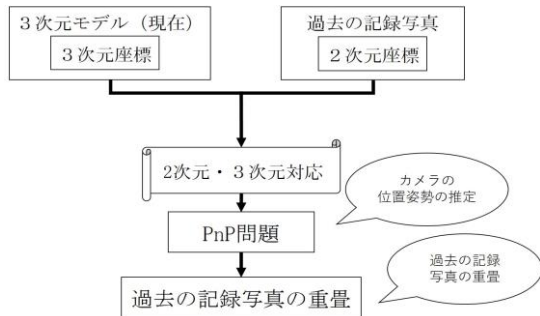 ３次元モデル（現在）
３次元座標
過去の記録写真
２次元座標
2次元・３次元対応
カメラの
位置姿勢の推定
PnP問題
過去の記録
写真の重畳
過去の記録写真の重畳